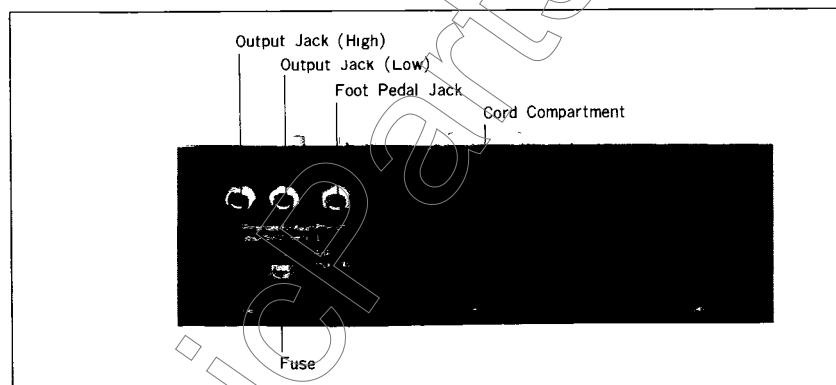 Output Jack (High)
Output Jack (Low)
Foot Pedal Jack
Cord Compartment
Fuse